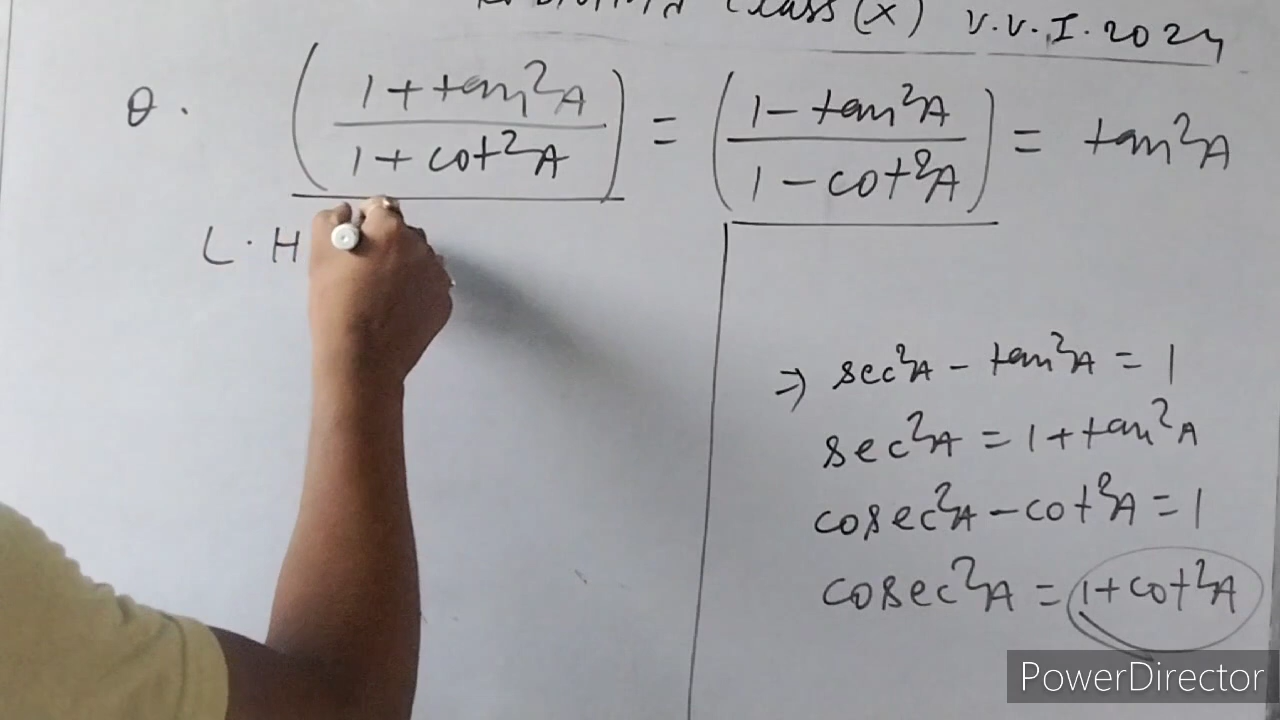 Class (X) V.V.I. 2024
Q. (1 + tan²A / 1 + cot²A) = (1 - tan²A / 1 - cot²A) = tan²A
L.H
⇒ sec²A - tan²A = 1
sec²A = 1 + tan²A
cosec²A - cot²A = 1
cosec²A = 1 + cot²A
PowerDirector